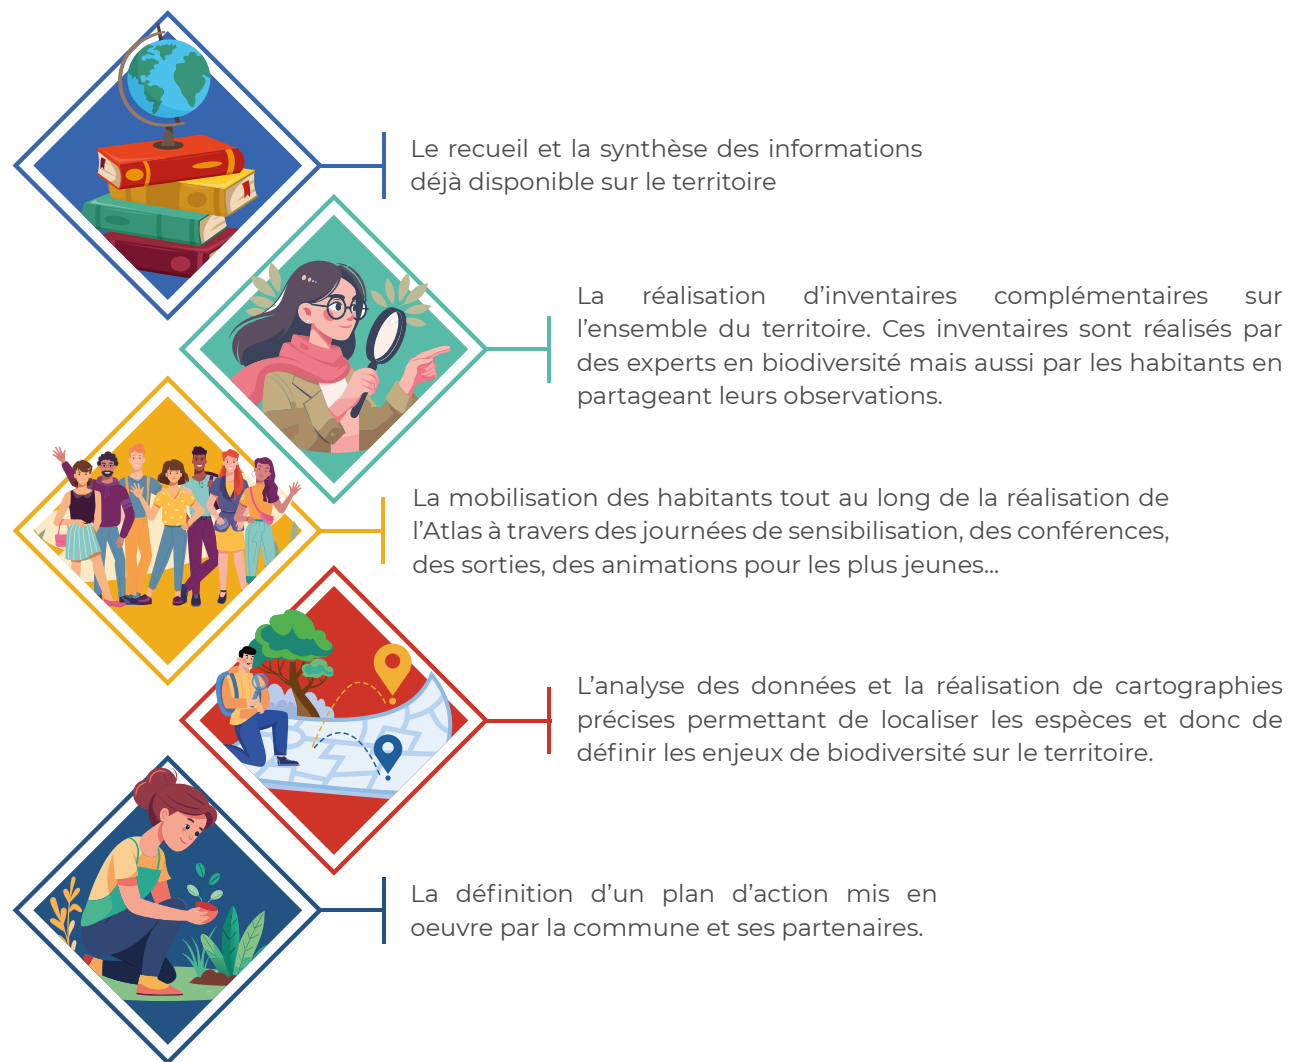 Le recueil et la synthèse des informations
déjà disponible sur le territoire
La réalisation d’inventaires complémentaires sur
l’ensemble du territoire. Ces inventaires sont réalisés par
des experts en biodiversité mais aussi par les habitants en
partageant leurs observations.
La mobilisation des habitants tout au long de la réalisation de
l’Atlas à travers des journées de sensibilisation, des conférences,
des sorties, des animations pour les plus jeunes...
L’analyse des données et la réalisation de cartographies
précises permettant de localiser les espèces et donc de
définir les enjeux de biodiversité sur le territoire.
La définition d’un plan d’action mis en
oeuvre par la commune et ses partenaires.